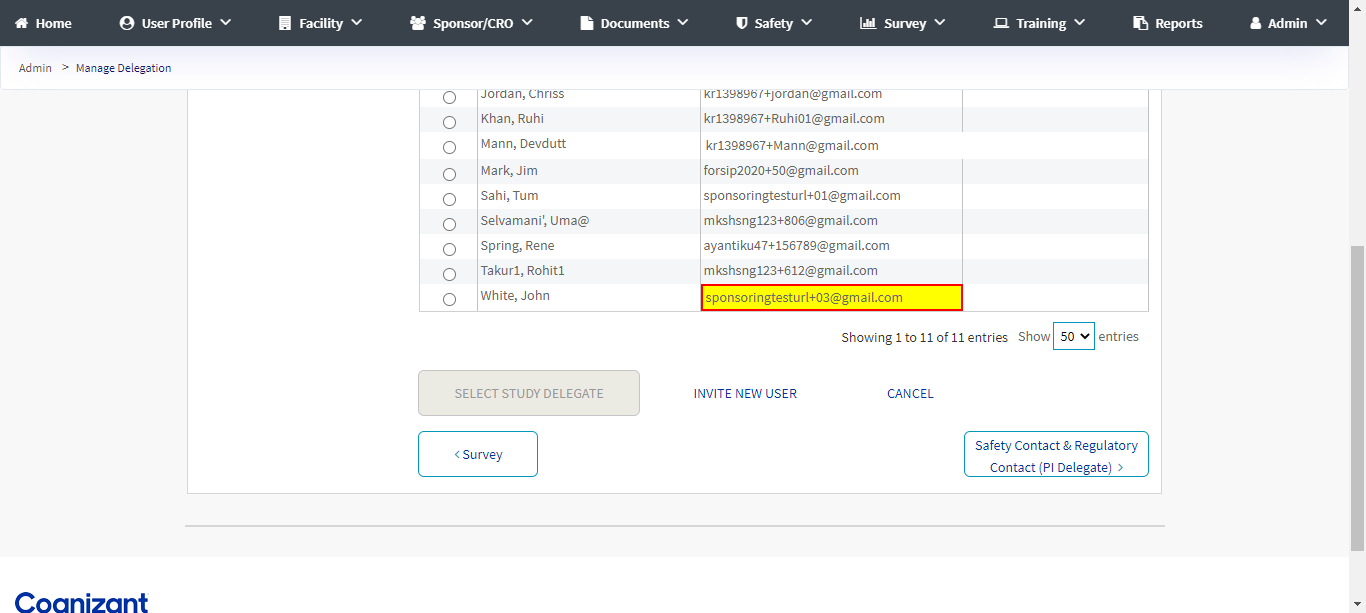 Home User Profile Facility Sponsor/CRO Documents Safety Survey Training Reports Admin
Admin > Manage Delegation
Jordan, Chriss kr1398967+jordan@gmail.com
Khan, Ruhi kr1398967+Ruhi01@gmail.com
Mann, Devdutt kr1398967+Mann@gmail.com
Mark, Jim forsip2020+50@gmail.com
Sahi, Tum sponsoringtesturl+01@gmail.com
Selvamani', Uma@ mkshsng123+806@gmail.com
Spring, Rene ayantiku47+156789@gmail.com
Takur1, Rohit1 mkshsng123+612@gmail.com
White, John sponsoringtesturl+03@gmail.com
Showing 1 to 11 of 11 entries Show 50 entries
SELECT STUDY DELEGATE INVITE NEW USER CANCEL
< Survey
Safety Contact & Regulatory
Contact (PI Delegate) >
Cognizant